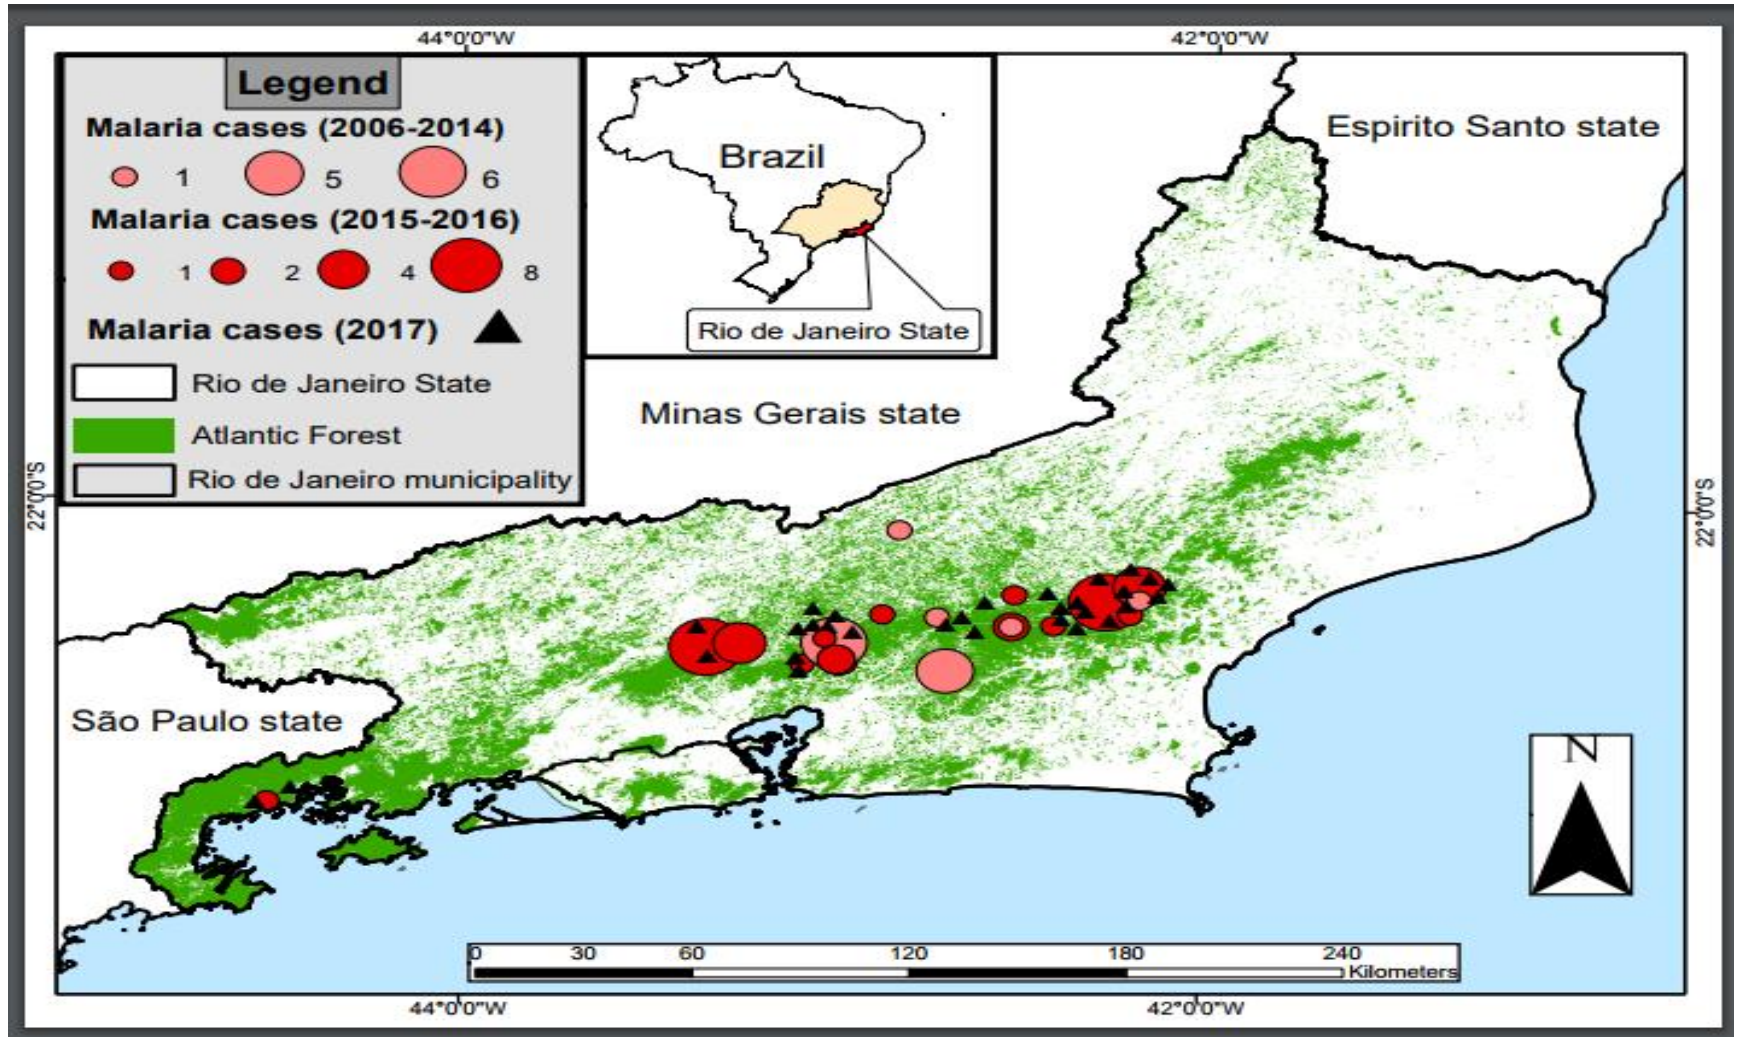 44°0'0"W
42°0'0"W
Legend
Malaria cases (2006-2014)
1 5 6
Malaria cases (2015-2016)
1 2 4 8
Malaria cases (2017)
Rio de Janeiro State
Atlantic Forest
Rio de Janeiro municipality
Brazil
Rio de Janeiro State
Espirito Santo state
Minas Gerais state
22°0'0"S
22°0'0"S
São Paulo state
N
0 30 60 120 180 240
Kilometers
44°0'0"W
42°0'0"W